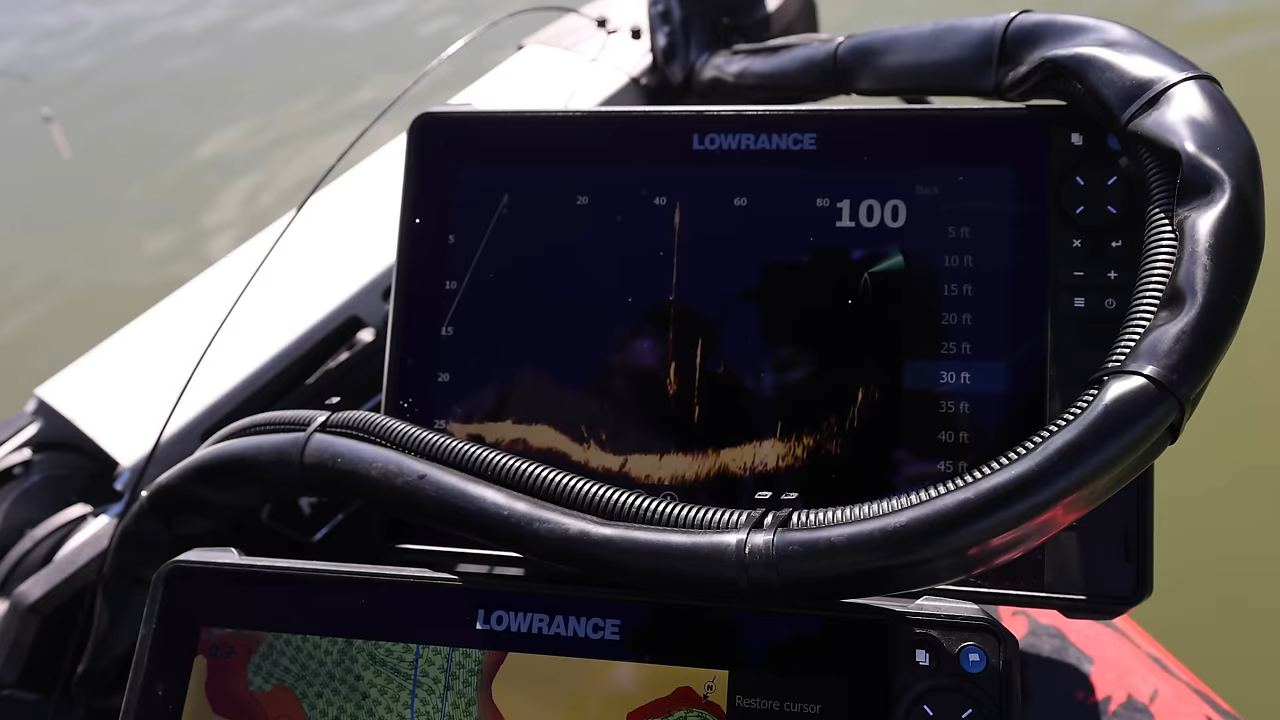 LOWRANCE
20 40 60 80 100
Back
5
10
15
20
25
5 ft
10 ft
15 ft
20 ft
25 ft
30 ft
35 ft
40 ft
45 ft
LOWRANCE
N
Restore cursor